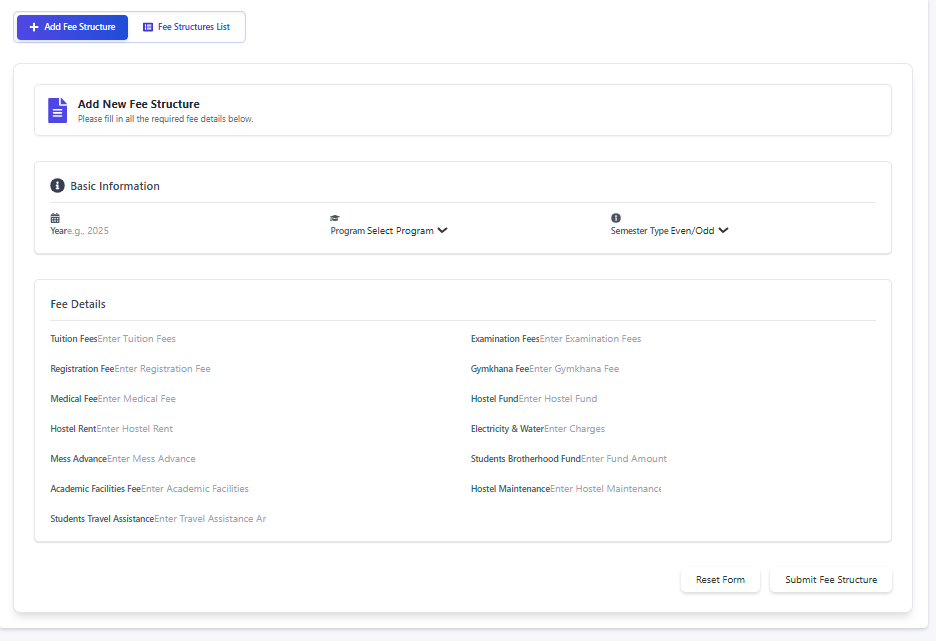 Add Fee Structure Fee Structures List
Add New Fee Structure
Please fill in all the required fee details below.
Basic Information
Yeare.g., 2025 Program Select Program Semester Type Even/Odd
Fee Details
Tuition FeesEnter Tuition Fees Examination FeesEnter Examination Fees
Registration FeeEnter Registration Fee Gymkhana FeeEnter Gymkhana Fee
Medical FeeEnter Medical Fee Hostel FundEnter Hostel Fund
Hostel RentEnter Hostel Rent Electricity & WaterEnter Charges
Mess AdvanceEnter Mess Advance Students Brotherhood FundEnter Fund Amount
Academic Facilities FeeEnter Academic Facilities Hostel MaintenanceEnter Hostel Maintenance
Students Travel AssistanceEnter Travel Assistance Ar
Reset Form Submit Fee Structure